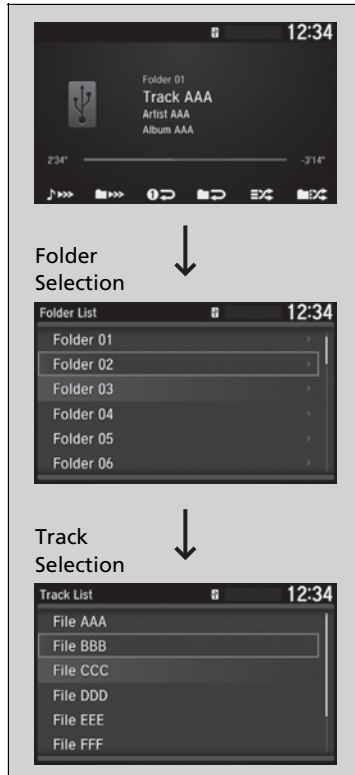 12:34
Folder 01
Track AAA
Artist AAA
Album AAA
2'34" -3'14"
Folder
Selection
Folder List 12:34
Folder 01
Folder 02
Folder 03
Folder 04
Folder 05
Folder 06
Track
Selection
Track List 12:34
File AAA
File BBB
File CCC
File DDD
File EEE
File FFF